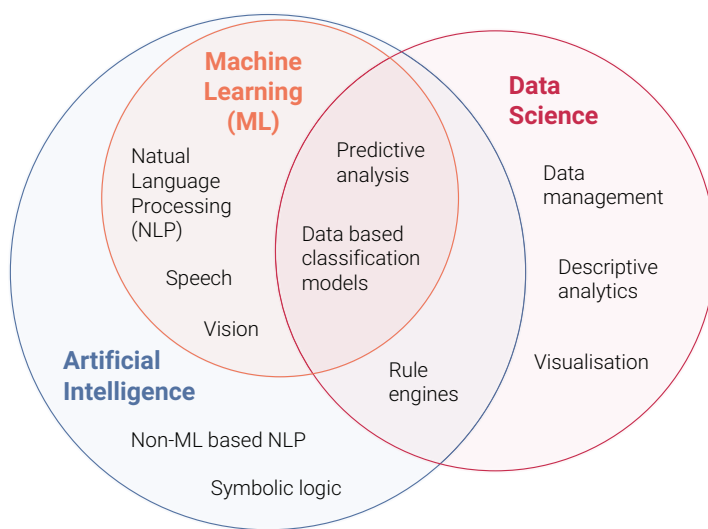 Machine
Learning
(ML)
Data
Science
Natual
Language
Processing
(NLP)
Predictive
analysis
Data
management
Data based
classification
models
Speech
Descriptive
analytics
Vision
Artificial
Intelligence
Rule
engines
Visualisation
Non-ML based NLP
Symbolic logic